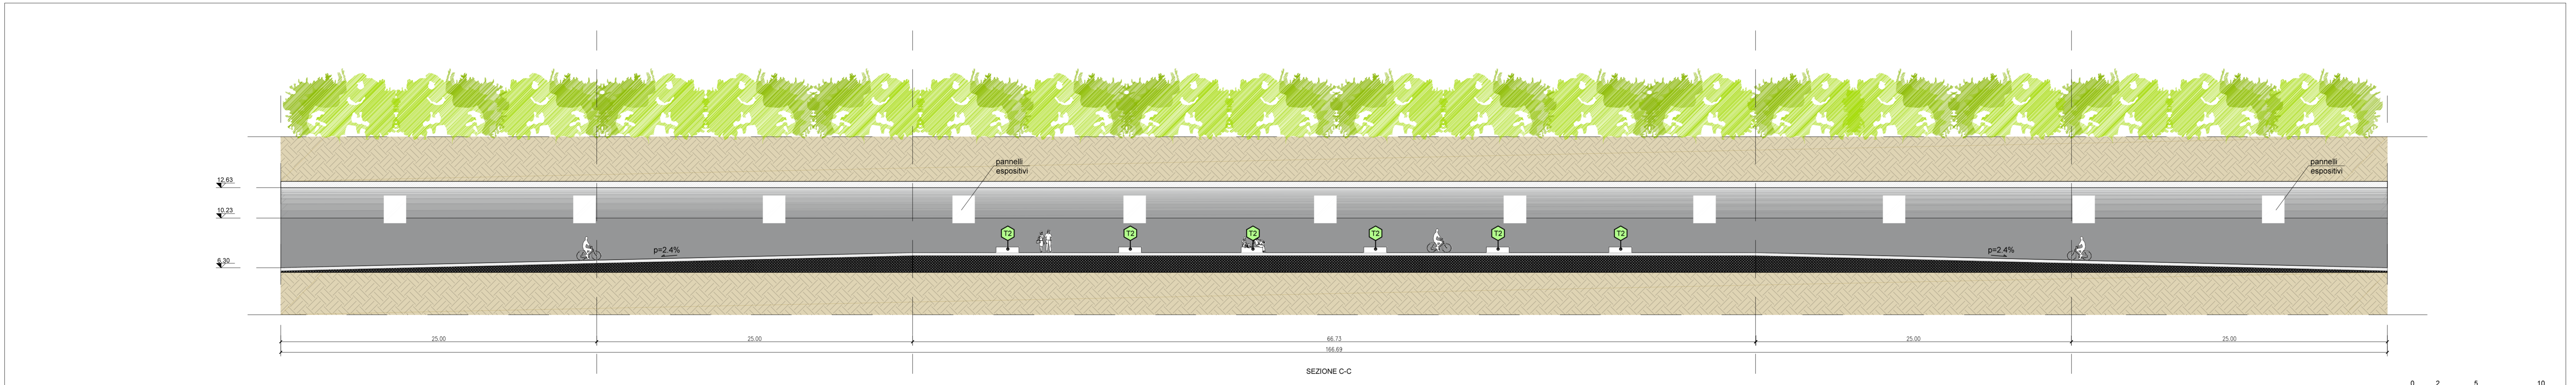 pannelli
espositivi
pannelli
espositivi
12,63
10,23
T2
T2
T2
T2
T2
T2
p=2.4%
p=2.4%
6,30
25.00
25.00
66.73
25.00
25.00
166.69
SEZIONE C-C
0 2 5 10